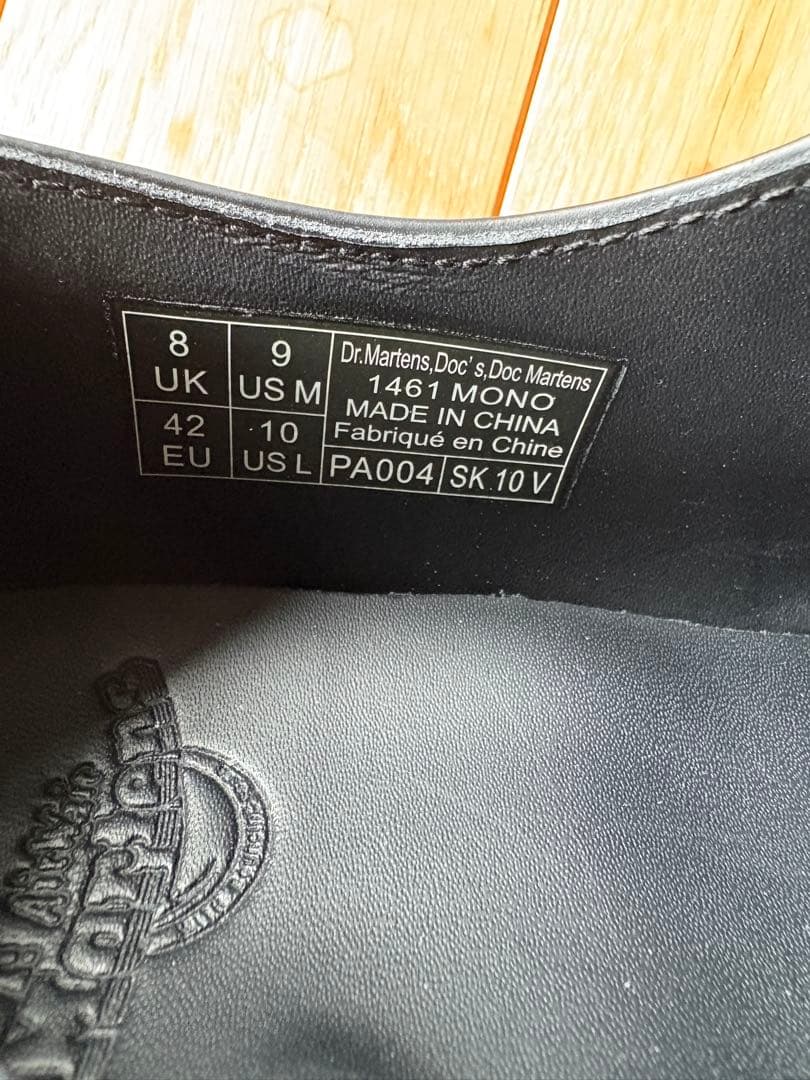 8
UK
9
US M
42
EU
10
US L
Dr.Martens,Doc's,Doc Martens
1461 MONO
MADE IN CHINA
Fabriqué en Chine
PA004
SK 10 V